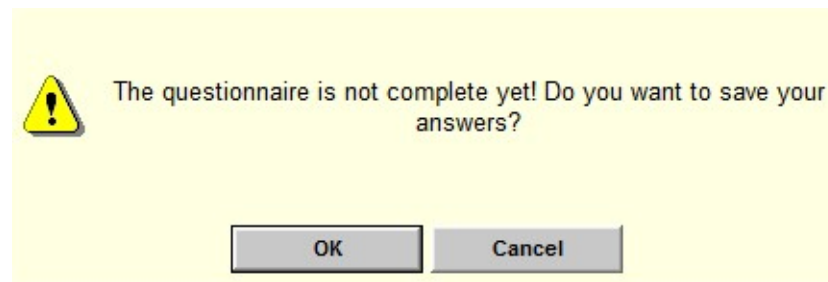 The questionnaire is not complete yet! Do you want to save your
answers?
OK Cancel